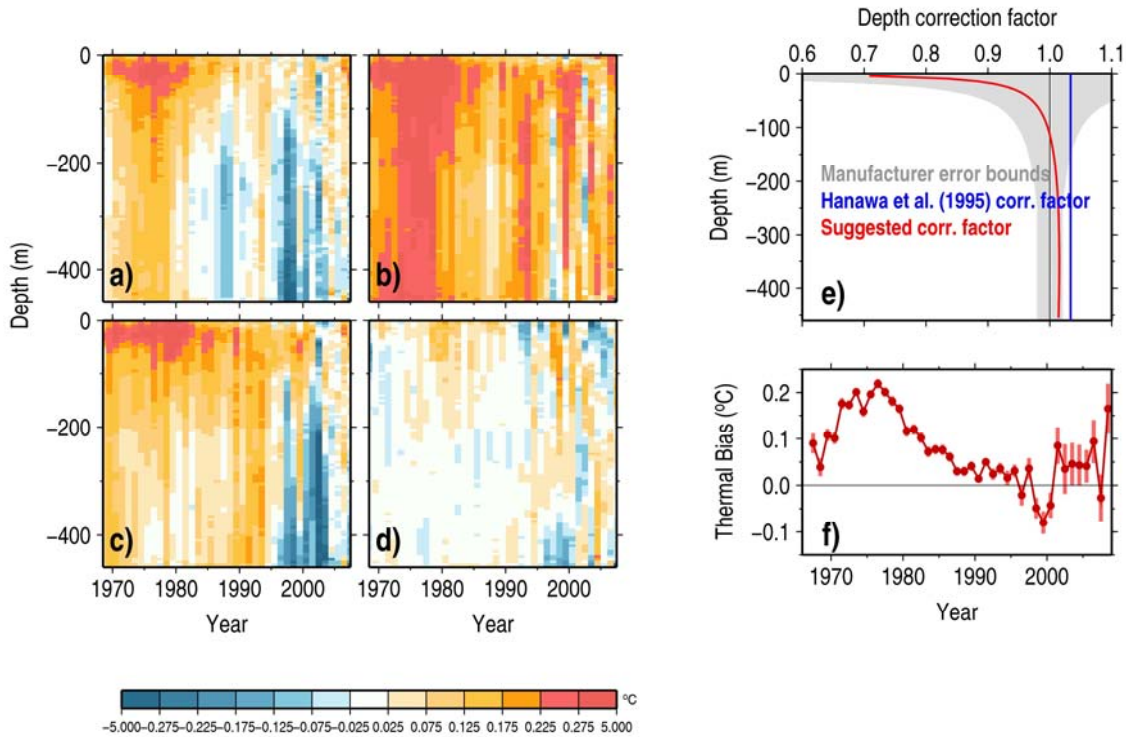 0
−200
−400
Depth (m)
a)
b)
0
−200
−400
c)
d)
1970 1980 1990 2000
1970 1980 1990 2000
Year
Year
oC
−5.000 −0.275 −0.225 −0.175 −0.125 −0.075 −0.025 0.025 0.075 0.125 0.175 0.225 0.275 5.000
Depth correction factor
0.6 0.7 0.8 0.9 1.0 1.1
0
−100
−200
−300
−400
Depth (m)
Manufacturer error bounds
Hanawa et al. (1995) corr. factor
Suggested corr. factor
e)
0.2
0.1
0.0
−0.1
Thermal Bias (ºC)
f)
1970 1980 1990 2000
Year